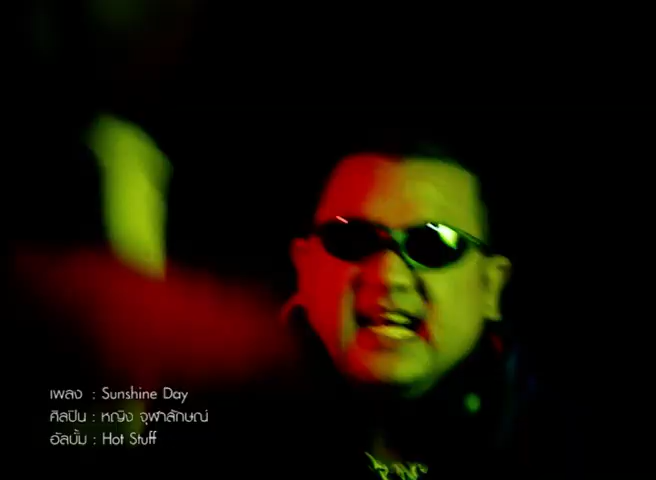 เพลง : Sunshine Day
ศิลปิน : หญิง จุฬาลักษณ์
อัลบั้ม : Hot Stuff